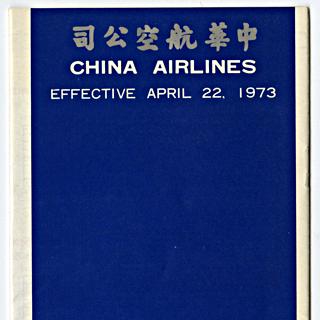 中華航空公司
CHINA AIRLINES
EFFECTIVE APRIL 22, 1973